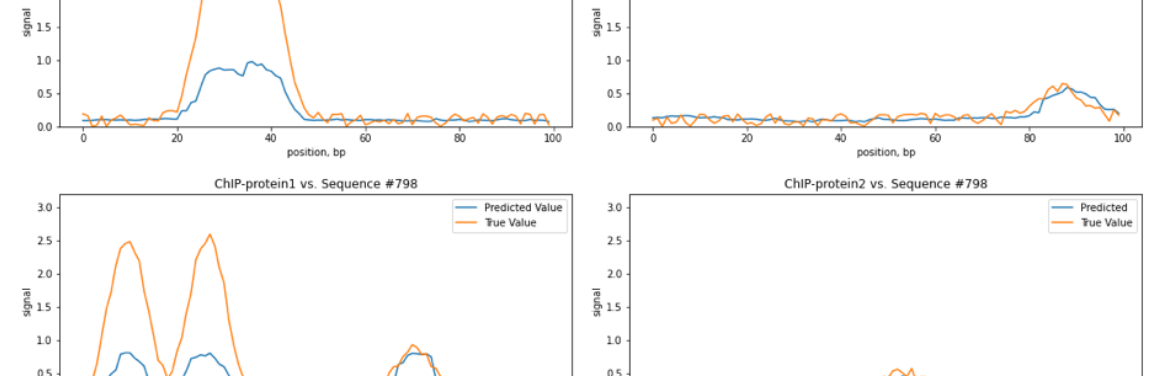 signal
1.5
1.0
0.5
0.0
0 20 40 60 80 100
position, bp
signal
1.5
1.0
0.5
0.0
0 20 40 60 80 100
position, bp
ChIP-protein1 vs. Sequence #798
3.0
2.5
2.0
1.5
1.0
0.5
signal
Predicted Value
True Value
ChIP-protein2 vs. Sequence #798
3.0
2.5
2.0
1.5
1.0
0.5
signal
Predicted
True Value